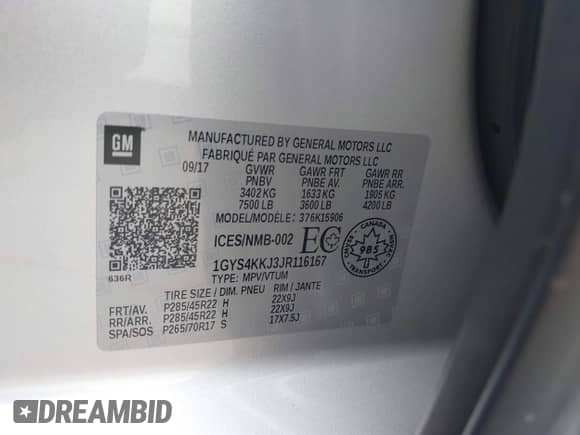 GM
MANUFACTURED BY GENERAL MOTORS LLC
FABRIQUÉ PAR GENERAL MOTORS LLC
09/17 GVWR GAWR FRT GAWR RR
PNBV PNBE AV. PNBE ARR.
3402 KG 1633 KG 1905 KG
7500 LB 3600 LB 4200 LB
MODEL/MODÈLE: 376K15906
ICES/NMB-002 EC CANADA 985
1GYS4KKJ3JR116167
636R
TYPE: MPV/VTUM
TIRE SIZE / DIM. PNEU RIM / JANTE
FRT/AV. P285/45R22 H 22X9J
RR/ARR. P285/45R22 H 22X9J
SPA/SOS P265/70R17 S 17X7.5J
DREAMBID